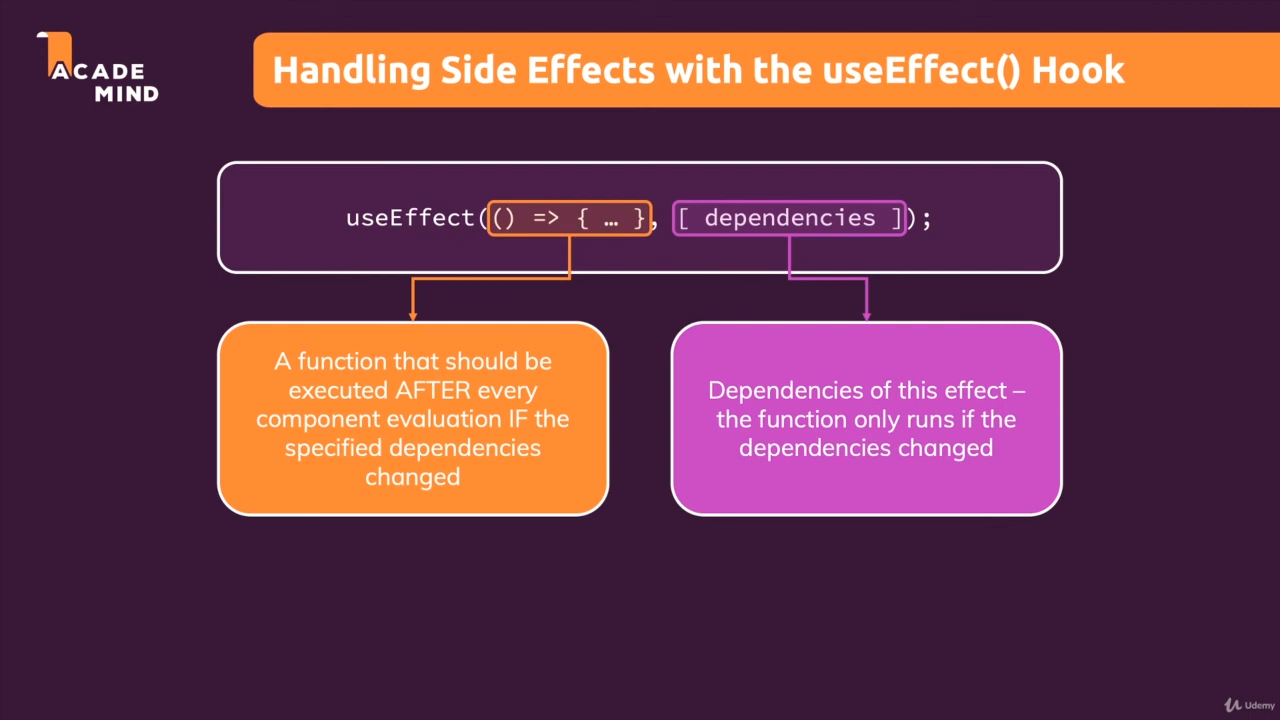 ACADE
MIND
Handling Side Effects with the useEffect() Hook
useEffect(() => { … }, [ dependencies ]);
A function that should be
executed AFTER every
component evaluation IF the
specified dependencies
changed
Dependencies of this effect –
the function only runs if the
dependencies changed
Udemy